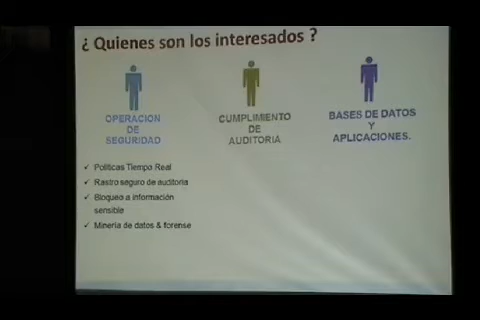 ¿ Quienes son los interesados ?
OPERACION
DE
SEGURIDAD
CUMPLIMIENTO
DE
AUDITORIA
BASES DE DATOS
Y
APLICACIONES.
✓ Politicas Tiempo Real
✓ Rastro seguro de auditoria
✓ Bloqueo a información
sensible
✓ Mineria de datos & forense